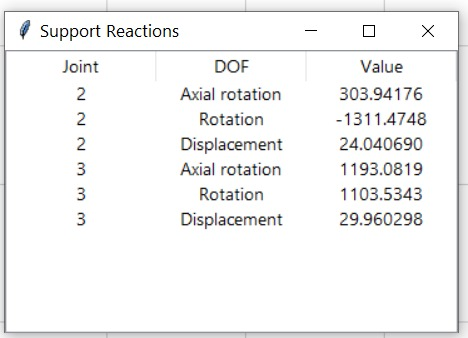 Support Reactions
Joint DOF Value
2 Axial rotation 303.94176
2 Rotation -1311.4748
2 Displacement 24.040690
3 Axial rotation 1193.0819
3 Rotation 1103.5343
3 Displacement 29.960298